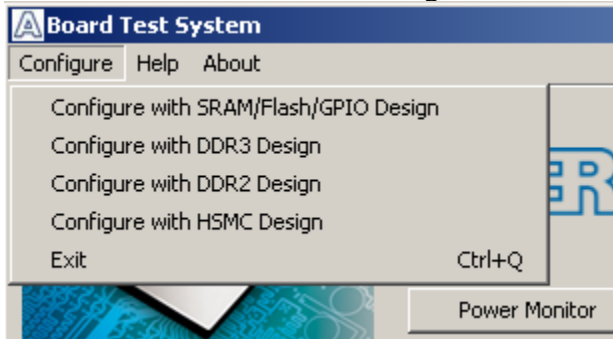 Board Test System
Configure Help About
Configure with SRAM/Flash/GPIO Design
Configure with DDR3 Design
Configure with DDR2 Design
Configure with HSMC Design
Exit Ctrl+Q
Power Monitor